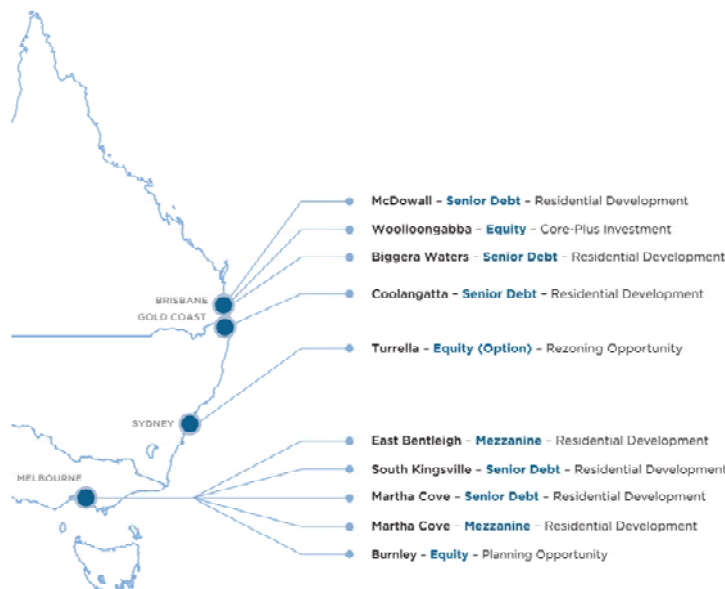 McDowall – Senior Debt – Residential Development
Woolloongabba – Equity – Core-Plus Investment
Biggera Waters – Senior Debt – Residential Development
BRISBANE
Coolangatta – Senior Debt – Residential Development
GOLD COAST
Turrella – Equity (Option) – Rezoning Opportunity
SYDNEY
East Bentleigh – Mezzanine – Residential Development
South Kingsville – Senior Debt – Residential Development
MELBOURNE
Martha Cove – Senior Debt – Residential Development
Martha Cove – Mezzanine – Residential Development
Burnley – Equity – Planning Opportunity